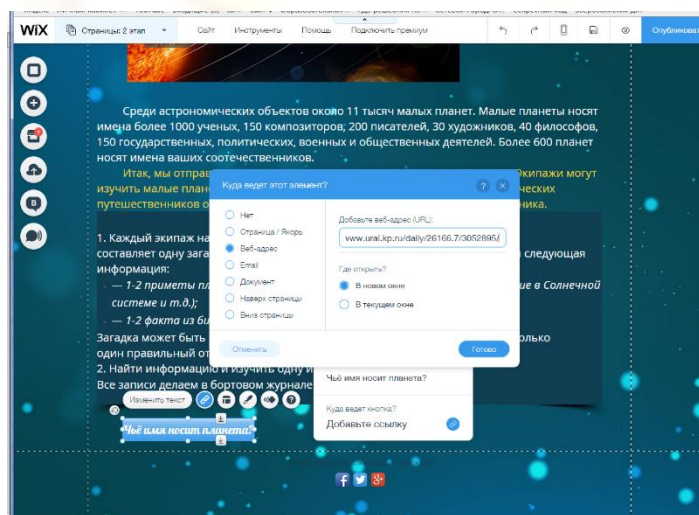 WiX Страницы: 2 этап Сайт Инструменты Помощь Подключить премиум Опубликоват
Среди астрономических объектов около 11 тысяч малых планет. Малые планеты носят
имена более 1000 ученых, 150 композиторов, 200 писателей, 30 художников, 40 философов,
150 государственных, политических, военных и общественных деятелей. Более 600 планет
носят имена ваших соотечественников.
Итак, мы отправ Экипажи могут
изучить малые план ческих
путешественников о ника.
Куда ведет этот элемент? ? ×
Нет
Страница / Якорь
Веб-адрес
Email
Документ
Наверх страницы
Вниз страницы
Добавьте веб-адрес (URL):
www.ural.kp.ru/daily/26166.7/3052895/
Где открыть?
В новом окне
В текущем окне
Отменить Готово
1. Каждый экипаж на
составляет одну зага следующая
информация:
— 1-2 приметы пл ие в Солнечной
системе и т.д.);
— 1-2 факта из би
Загадка может быть олько
один правильный от
2. Найти информацию и изучить одну и
Все записи делаем в бортовом журнале
Чьё имя носит планета?
Куда ведет кнопка?
Добавьте ссылку
Изменить текст
Чьё имя носит планета?